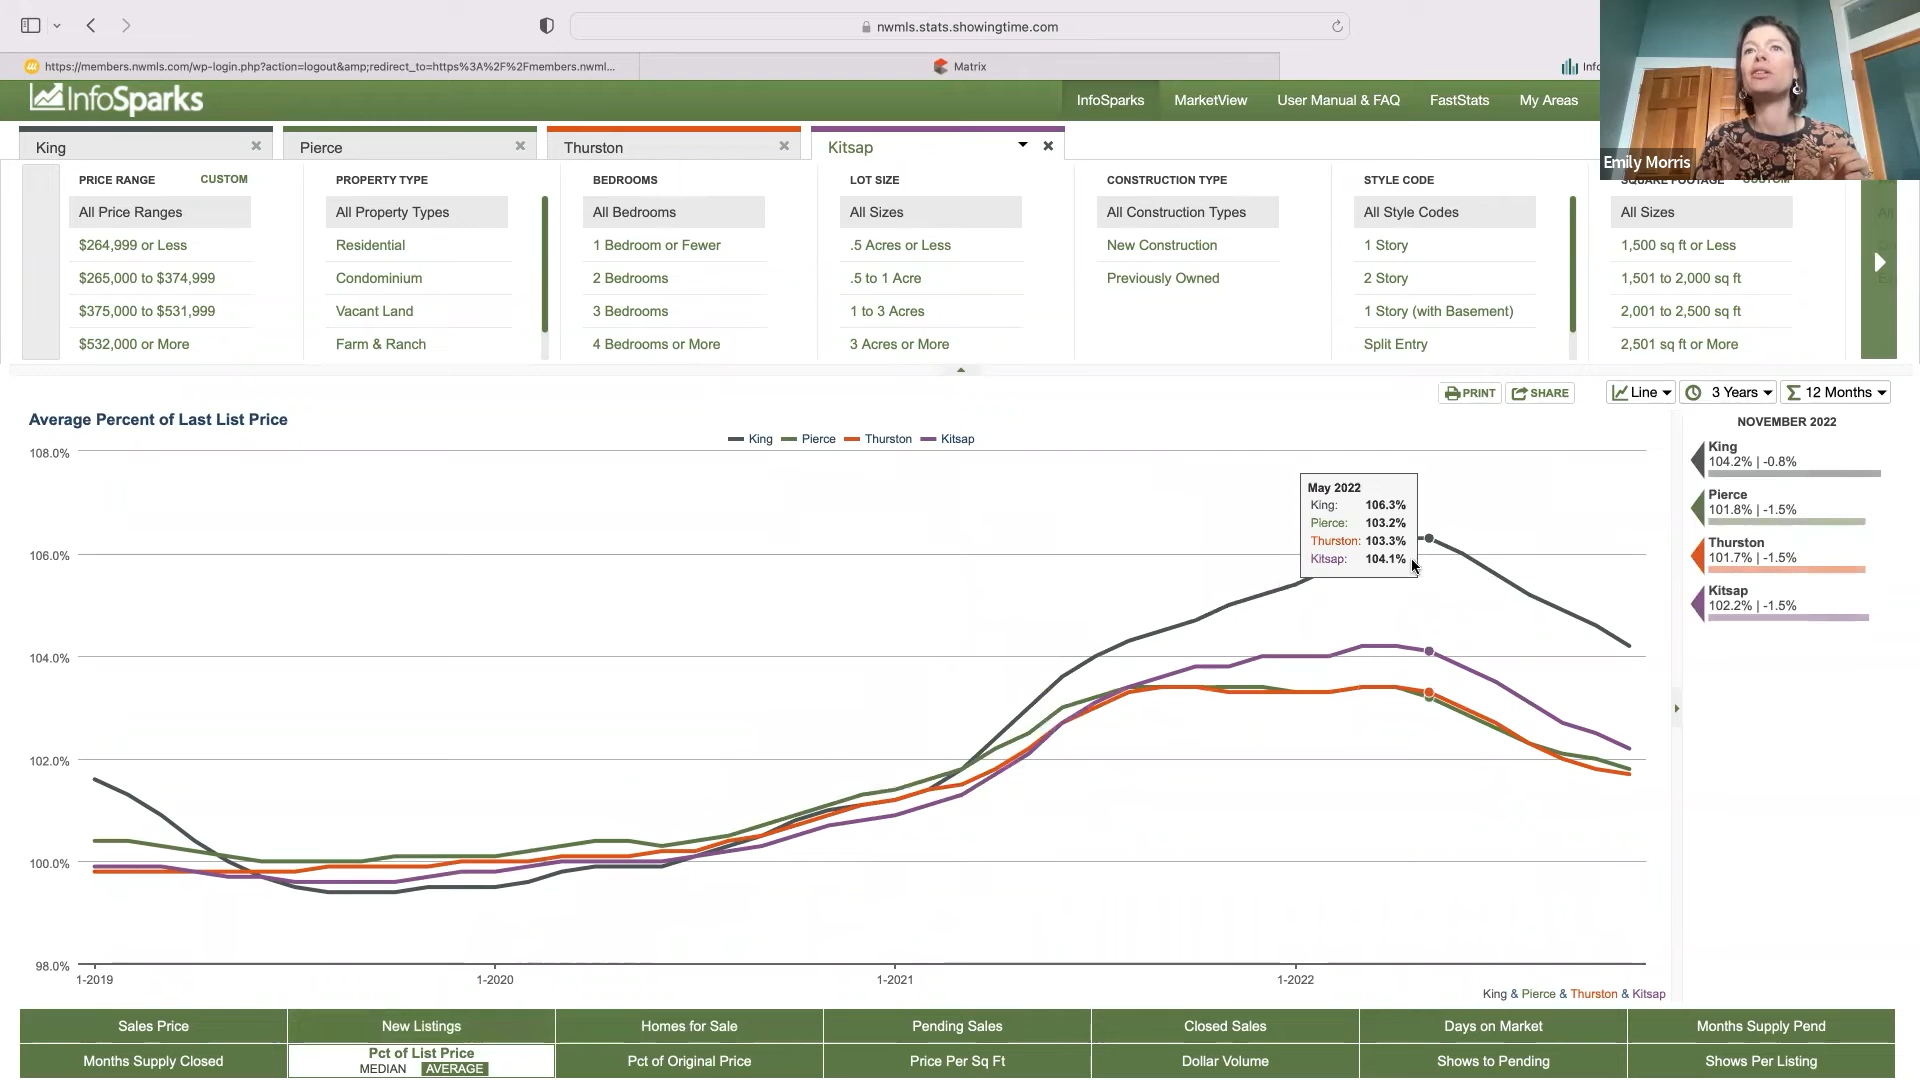 nwmls.stats.showingtime.com
https://members.nwmls.com/wp-login.php?action=logout&amp;redirect_to=https%3A%2F%2Fmembers.nwml...
Matrix
InfoSparks
InfoSparks
MarketView
User Manual & FAQ
FastStats
My Areas
Emily Morris
King
Pierce
Thurston
Kitsap
PRICE RANGE
CUSTOM
All Price Ranges
$264,999 or Less
$265,000 to $374,999
$375,000 to $531,999
$532,000 or More
PROPERTY TYPE
All Property Types
Residential
Condominium
Vacant Land
Farm & Ranch
BEDROOMS
All Bedrooms
1 Bedroom or Fewer
2 Bedrooms
3 Bedrooms
4 Bedrooms or More
LOT SIZE
All Sizes
.5 Acres or Less
.5 to 1 Acre
1 to 3 Acres
3 Acres or More
CONSTRUCTION TYPE
All Construction Types
New Construction
Previously Owned
STYLE CODE
All Style Codes
1 Story
2 Story
1 Story (with Basement)
Split Entry
SQUARE FOOTAGE
CUSTOM
All Sizes
1,500 sq ft or Less
1,501 to 2,000 sq ft
2,001 to 2,500 sq ft
2,501 sq ft or More
PRINT
SHARE
Line
3 Years
12 Months
Average Percent of Last List Price
King
Pierce
Thurston
Kitsap
108.0%
106.0%
104.0%
102.0%
100.0%
98.0%
1-2019
1-2020
1-2021
1-2022
May 2022
King: 106.3%
Pierce: 103.2%
Thurston: 103.3%
Kitsap: 104.1%
NOVEMBER 2022
King
104.2% | -0.8%
Pierce
101.8% | -1.5%
Thurston
101.7% | -1.5%
Kitsap
102.2% | -1.5%
King & Pierce & Thurston & Kitsap
Sales Price
New Listings
Homes for Sale
Pending Sales
Closed Sales
Days on Market
Months Supply Pend
Months Supply Closed
Pct of List Price
MEDIAN AVERAGE
Pct of Original Price
Price Per Sq Ft
Dollar Volume
Shows to Pending
Shows Per Listing